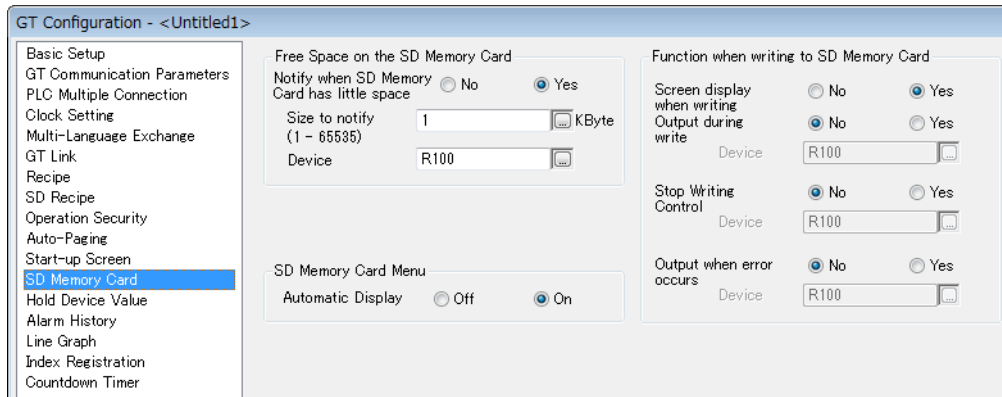 GT Configuration - <Untitled1>
Basic Setup
GT Communication Parameters
PLC Multiple Connection
Clock Setting
Multi-Language Exchange
GT Link
Recipe
SD Recipe
Operation Security
Auto-Paging
Start-up Screen
SD Memory Card
Hold Device Value
Alarm History
Line Graph
Index Registration
Countdown Timer
Free Space on the SD Memory Card
Notify when SD Memory
Card has little space
No
Yes
Size to notify
(1 - 65535)
1
...
KByte
Device
R100
...
SD Memory Card Menu
Automatic Display
Off
On
Function when writing to SD Memory Card
Screen display
when writing
No
Yes
Output during
write
No
Yes
Device
R100
...
Stop Writing
Control
No
Yes
Device
R100
...
Output when error
occurs
No
Yes
Device
R100
...